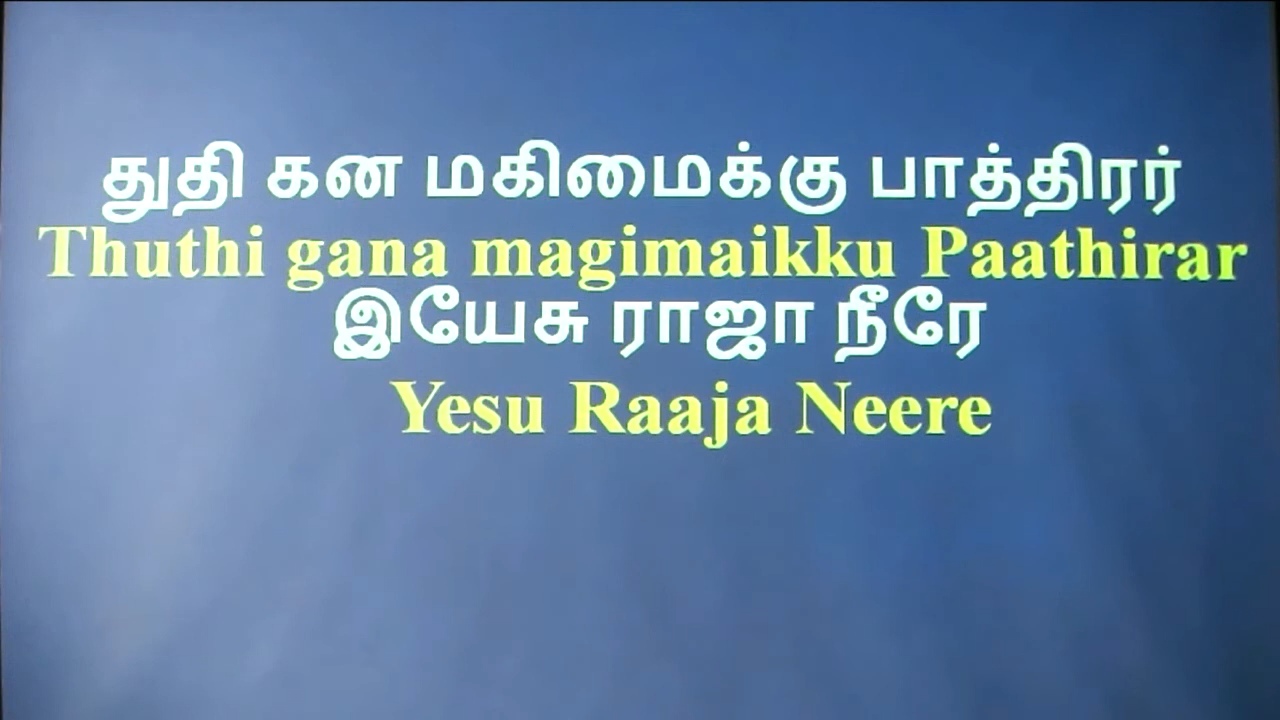 துதி கன மகிமைக்கு பாத்திரர்
Thuthi gana magimaikku Paathirar
இயேசு ராஜா நீரே
Yesu Raaja Neere